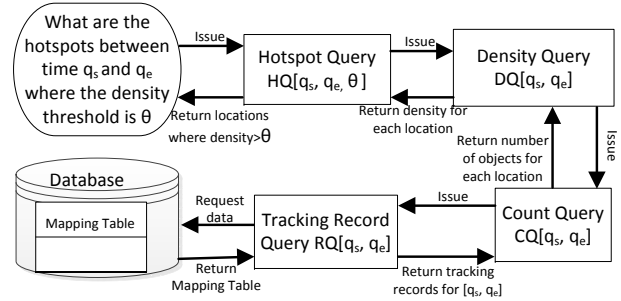 What are the
hotspots between
time qs and qe
where the density
threshold is θ
Issue
Hotspot Query
HQ[qs, qe, θ ]
Issue
Density Query
DQ[qs, qe]
Return locations
where density>θ
Return density for
each location
Return number
of objects for
each location
Issue
Database
Mapping Table
Request
data
Return
Mapping Table
Tracking Record
Query RQ[qs, qe]
Issue
Count Query
CQ[qs, qe]
Return tracking
records for [qs, qe]